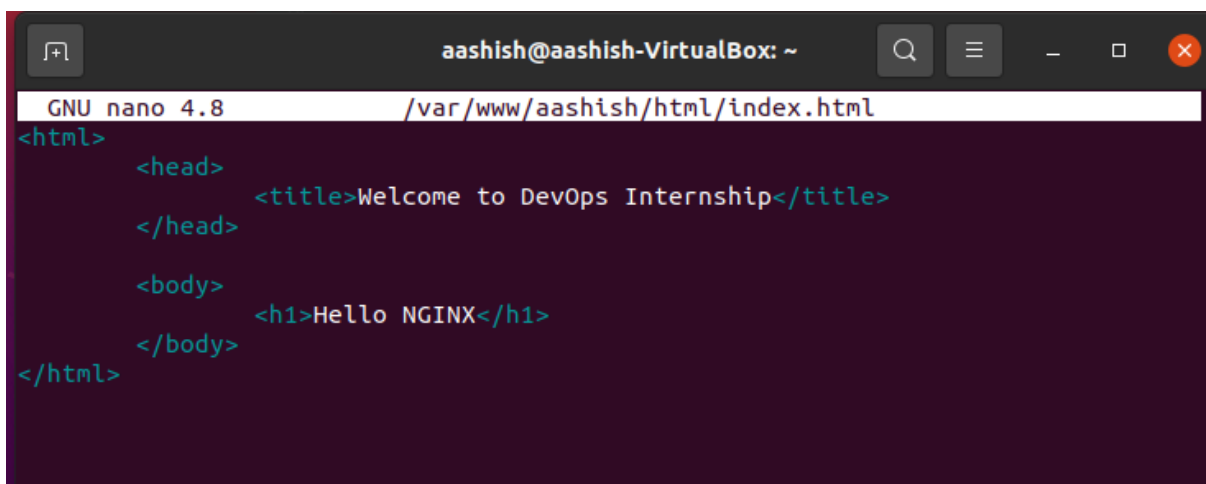 aashish@aashish-VirtualBox: ~
GNU nano 4.8 /var/www/aashish/html/index.html
<html>
<head>
<title>Welcome to DevOps Internship</title>
</head>
<body>
<h1>Hello NGINX</h1>
</body>
</html>